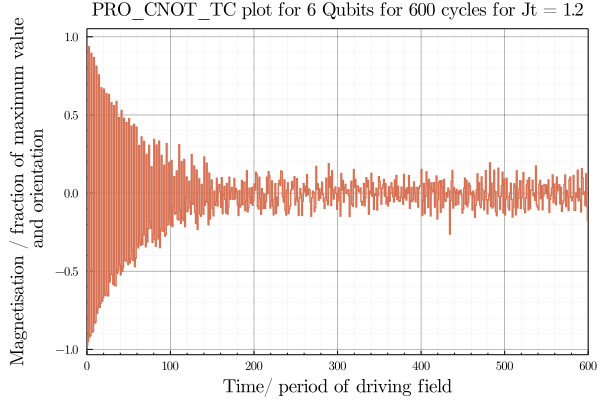 PRO_CNOT_TC plot for 6 Qubits for 600 cycles for Jt = 1.2
Magnetisation / fraction of maximum value
and orientation
1.0
0.5
0.0
−0.5
−1.0
0 100 200 300 400 500 600
Time/ period of driving field